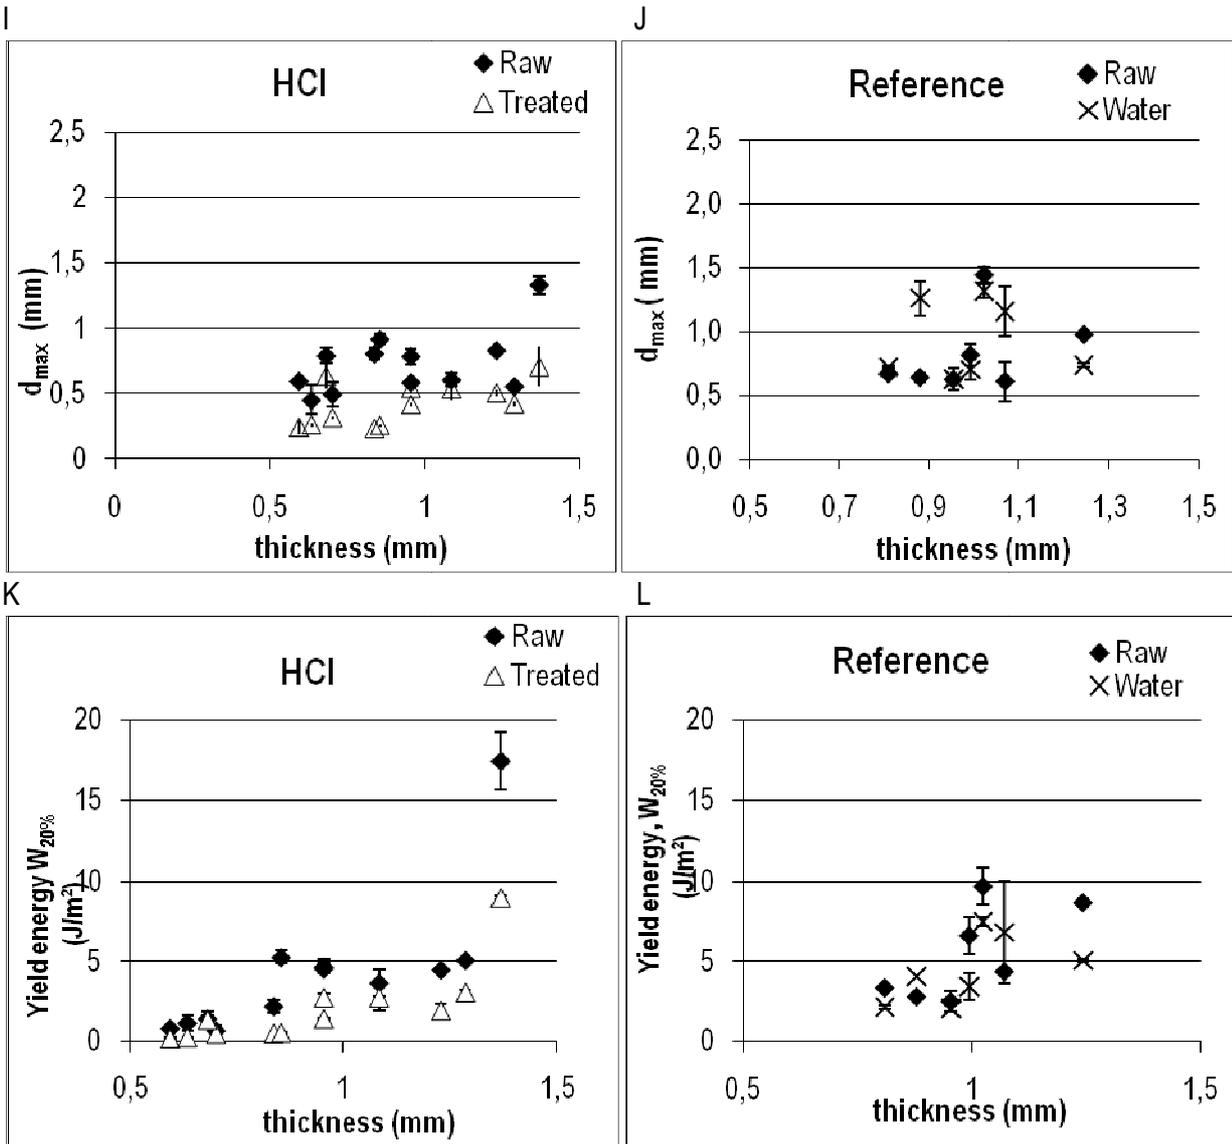 I
HCl
Raw
Treated
2,5
2
1,5
1
0,5
0
d_max (mm)
0
0,5
1
1,5
thickness (mm)
J
Reference
Raw
Water
2,5
2,0
1,5
1,0
0,5
0,0
d_max ( mm)
0,5
0,7
0,9
1,1
1,3
1,5
thickness (mm)
K
HCl
Raw
Treated
20
15
10
5
0
Yield energy W20%
(J/m²)
0,5
1
1,5
thickness (mm)
L
Reference
Raw
Water
20
15
10
5
0
Yield energy, W20%
(J/m²)
0,5
1
1,5
thickness (mm)